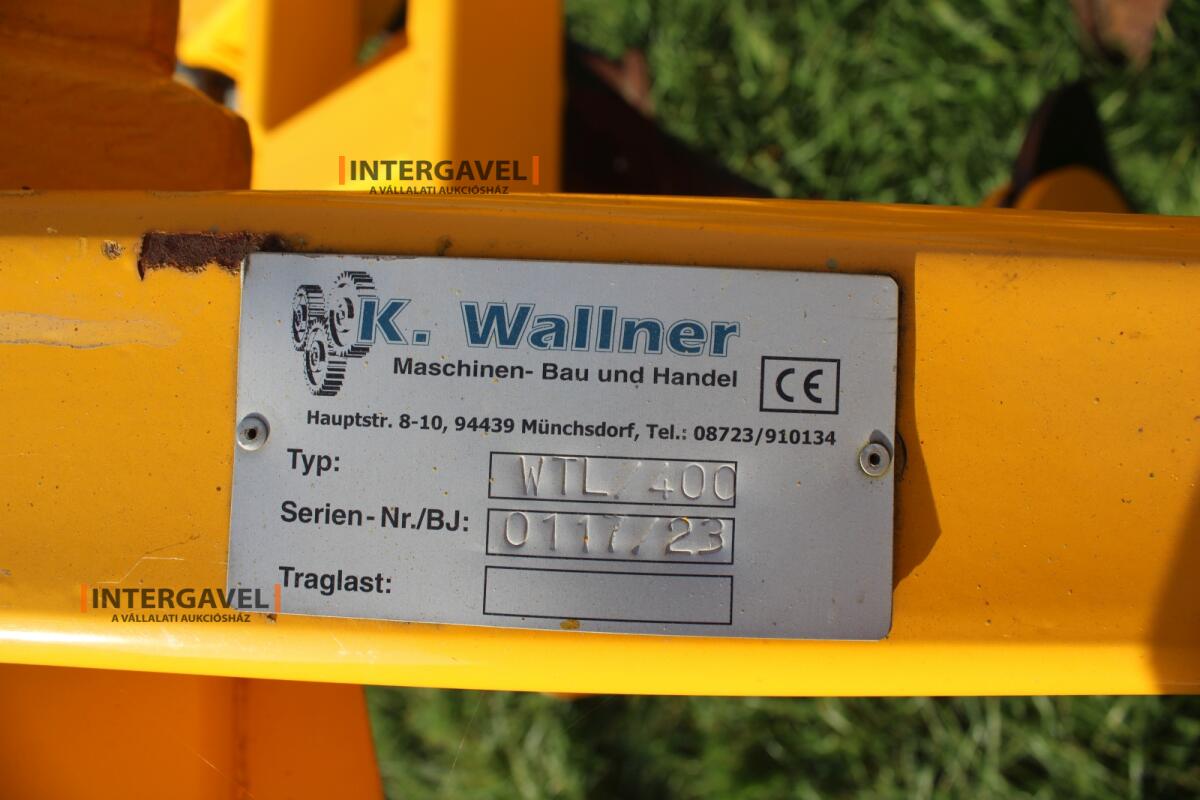 INTERGAVEL
A VÁLLALATI AUKCIÓSHÁZ
K. Wallner
Maschinen- Bau und Handel
CE
Hauptstr. 8-10, 94439 Münchsdorf, Tel.: 08723/910134
Typ: WTL/400
Serien-Nr./BJ: 0117/23
Traglast:
INTERGAVEL
A VÁLLALATI AUKCIÓSHÁZ